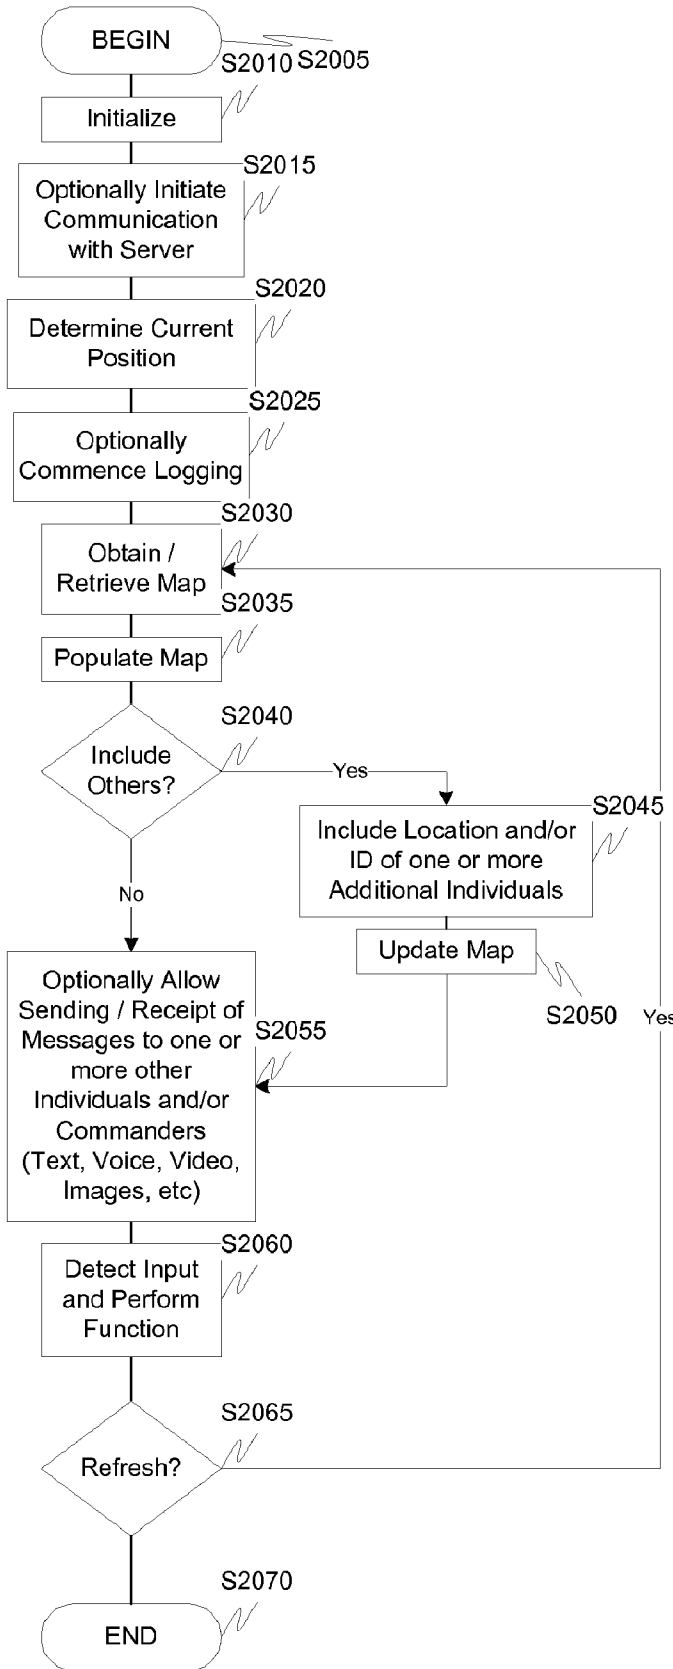 BEGIN
S2010
S2005
Initialize
S2015
Optionally Initiate
Communication
with Server
S2020
Determine Current
Position
S2025
Optionally
Commence Logging
S2030
Obtain /
Retrieve Map
S2035
Populate Map
S2040
Include
Others?
Yes
S2045
Include Location and/or
ID of one or more
Additional Individuals
No
Update Map
S2050
Yes
Optionally Allow
Sending / Receipt of
Messages to one or
more other
Individuals and/or
Commanders
(Text, Voice, Video,
Images, etc)
S2055
S2060
Detect Input
and Perform
Function
S2065
Refresh?
S2070
END